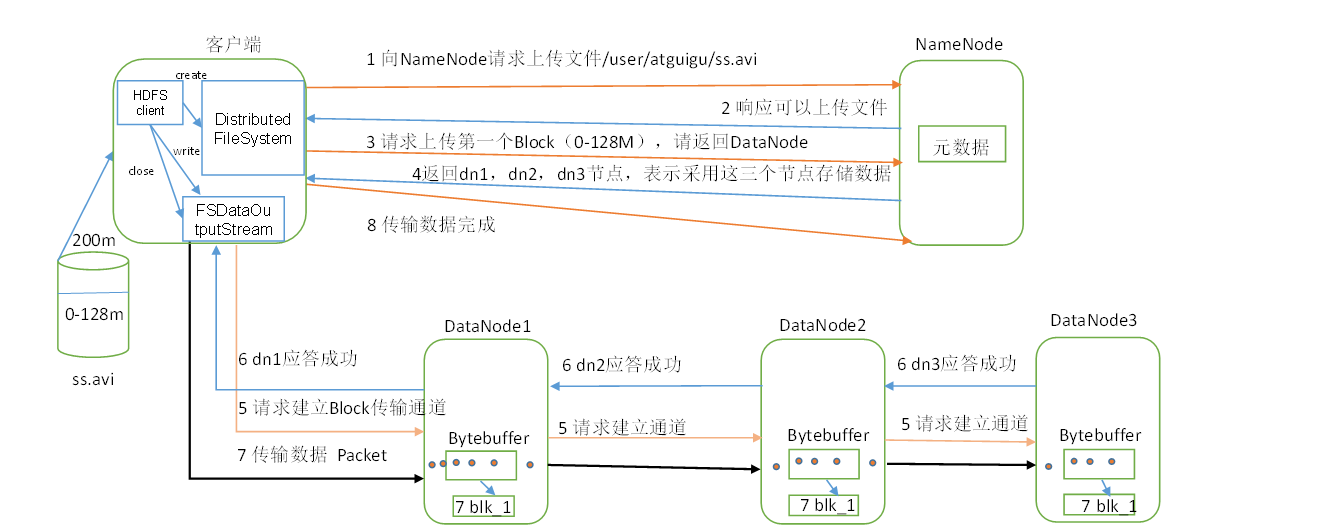 客户端
NameNode
1 向NameNode请求上传文件/user/atguigu/ss.avi
create
HDFS
client
Distributed
FileSystem
2 响应可以上传文件
3 请求上传第一个Block（0-128M），请返回DataNode
元数据
write
close
4返回dn1，dn2，dn3节点，表示采用这三个节点存储数据
FSDataOu
tputStream
8 传输数据完成
200m
0-128m
ss.avi
DataNode1
DataNode2
DataNode3
6 dn1应答成功
6 dn2应答成功
6 dn3应答成功
5 请求建立Block传输通道
5 请求建立通道
5 请求建立通道
7 传输数据 Packet
Bytebuffer
Bytebuffer
Bytebuffer
7 blk_1
7 blk_1
7 blk_1